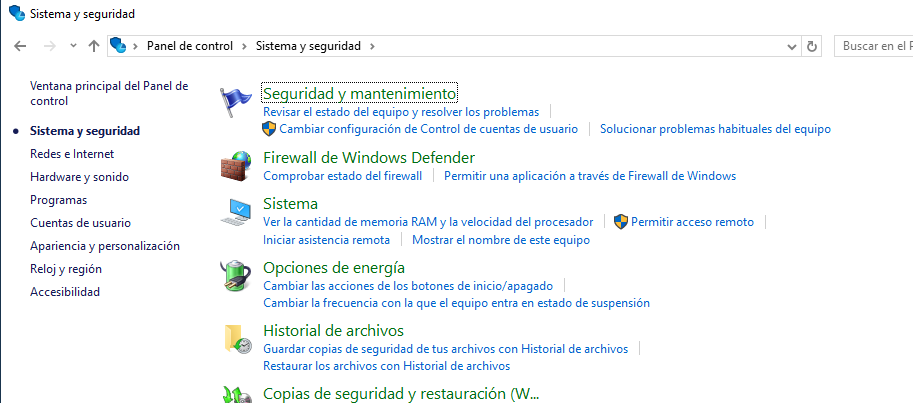 Sistema y seguridad
Panel de control > Sistema y seguridad >
Buscar en el P
Ventana principal del Panel de
control
Sistema y seguridad
Redes e Internet
Hardware y sonido
Programas
Cuentas de usuario
Apariencia y personalización
Reloj y región
Accesibilidad
Seguridad y mantenimiento
Revisar el estado del equipo y resolver los problemas
Cambiar configuración de Control de cuentas de usuario | Solucionar problemas habituales del equipo
Firewall de Windows Defender
Comprobar estado del firewall | Permitir una aplicación a través de Firewall de Windows
Sistema
Ver la cantidad de memoria RAM y la velocidad del procesador | Permitir acceso remoto
Iniciar asistencia remota | Mostrar el nombre de este equipo
Opciones de energía
Cambiar las acciones de los botones de inicio/apagado
Cambiar la frecuencia con la que el equipo entra en estado de suspensión
Historial de archivos
Guardar copias de seguridad de tus archivos con Historial de archivos
Restaurar los archivos con Historial de archivos
Copias de seguridad y restauración (W...